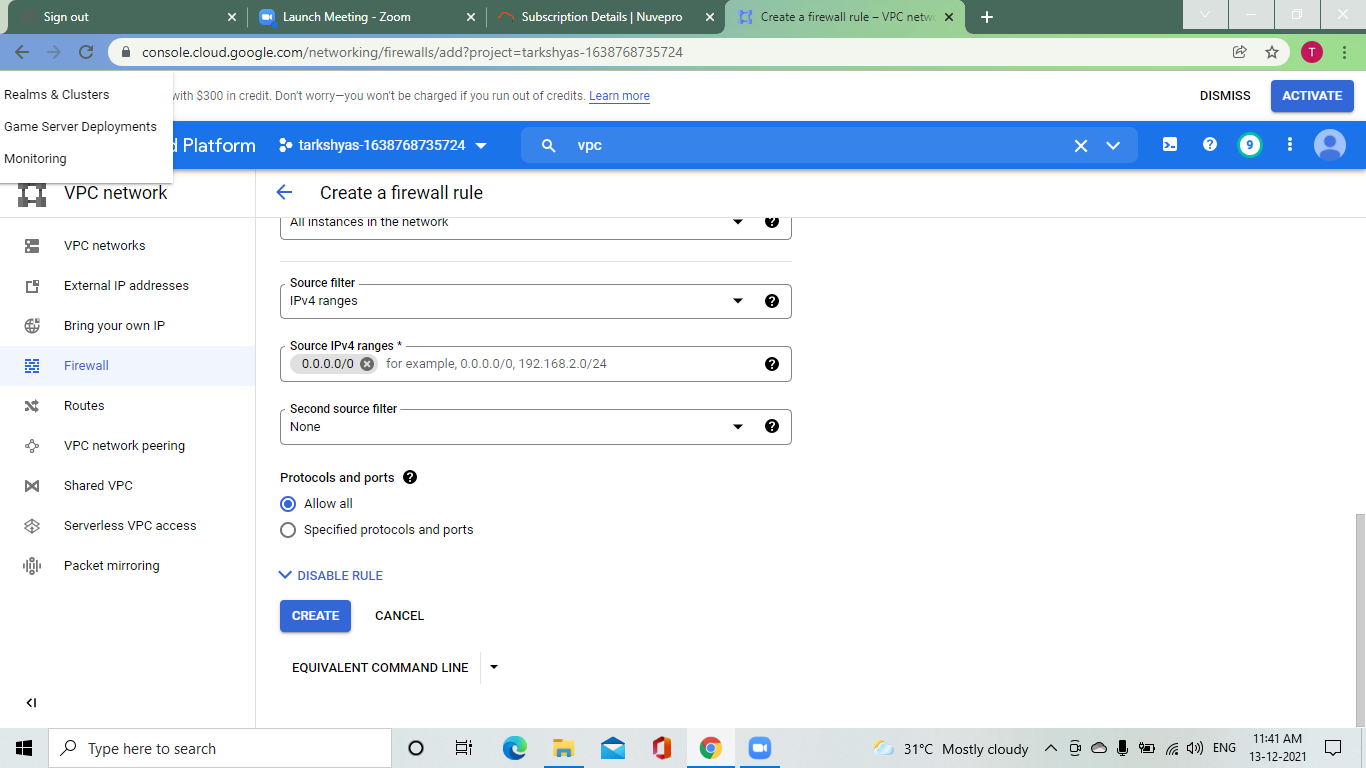 Sign out
Launch Meeting - Zoom
Subscription Details | Nuvepro
Create a firewall rule – VPC netw
console.cloud.google.com/networking/firewalls/add?project=tarkshyas-1638768735724
T
Realms & Clusters
Game Server Deployments
Monitoring
with $300 in credit. Don't worry—you won't be charged if you run out of credits. Learn more
DISMISS
ACTIVATE
d Platform
tarkshyas-1638768735724
vpc
9
VPC network
Create a firewall rule
VPC networks
External IP addresses
Bring your own IP
Firewall
Routes
VPC network peering
Shared VPC
Serverless VPC access
Packet mirroring
All instances in the network
Source filter
IPv4 ranges
Source IPv4 ranges *
0.0.0.0/0 for example, 0.0.0.0/0, 192.168.2.0/24
Second source filter
None
Protocols and ports
Allow all
Specified protocols and ports
DISABLE RULE
CREATE
CANCEL
EQUIVALENT COMMAND LINE
Type here to search
31°C Mostly cloudy
ENG
11:41 AM
13-12-2021